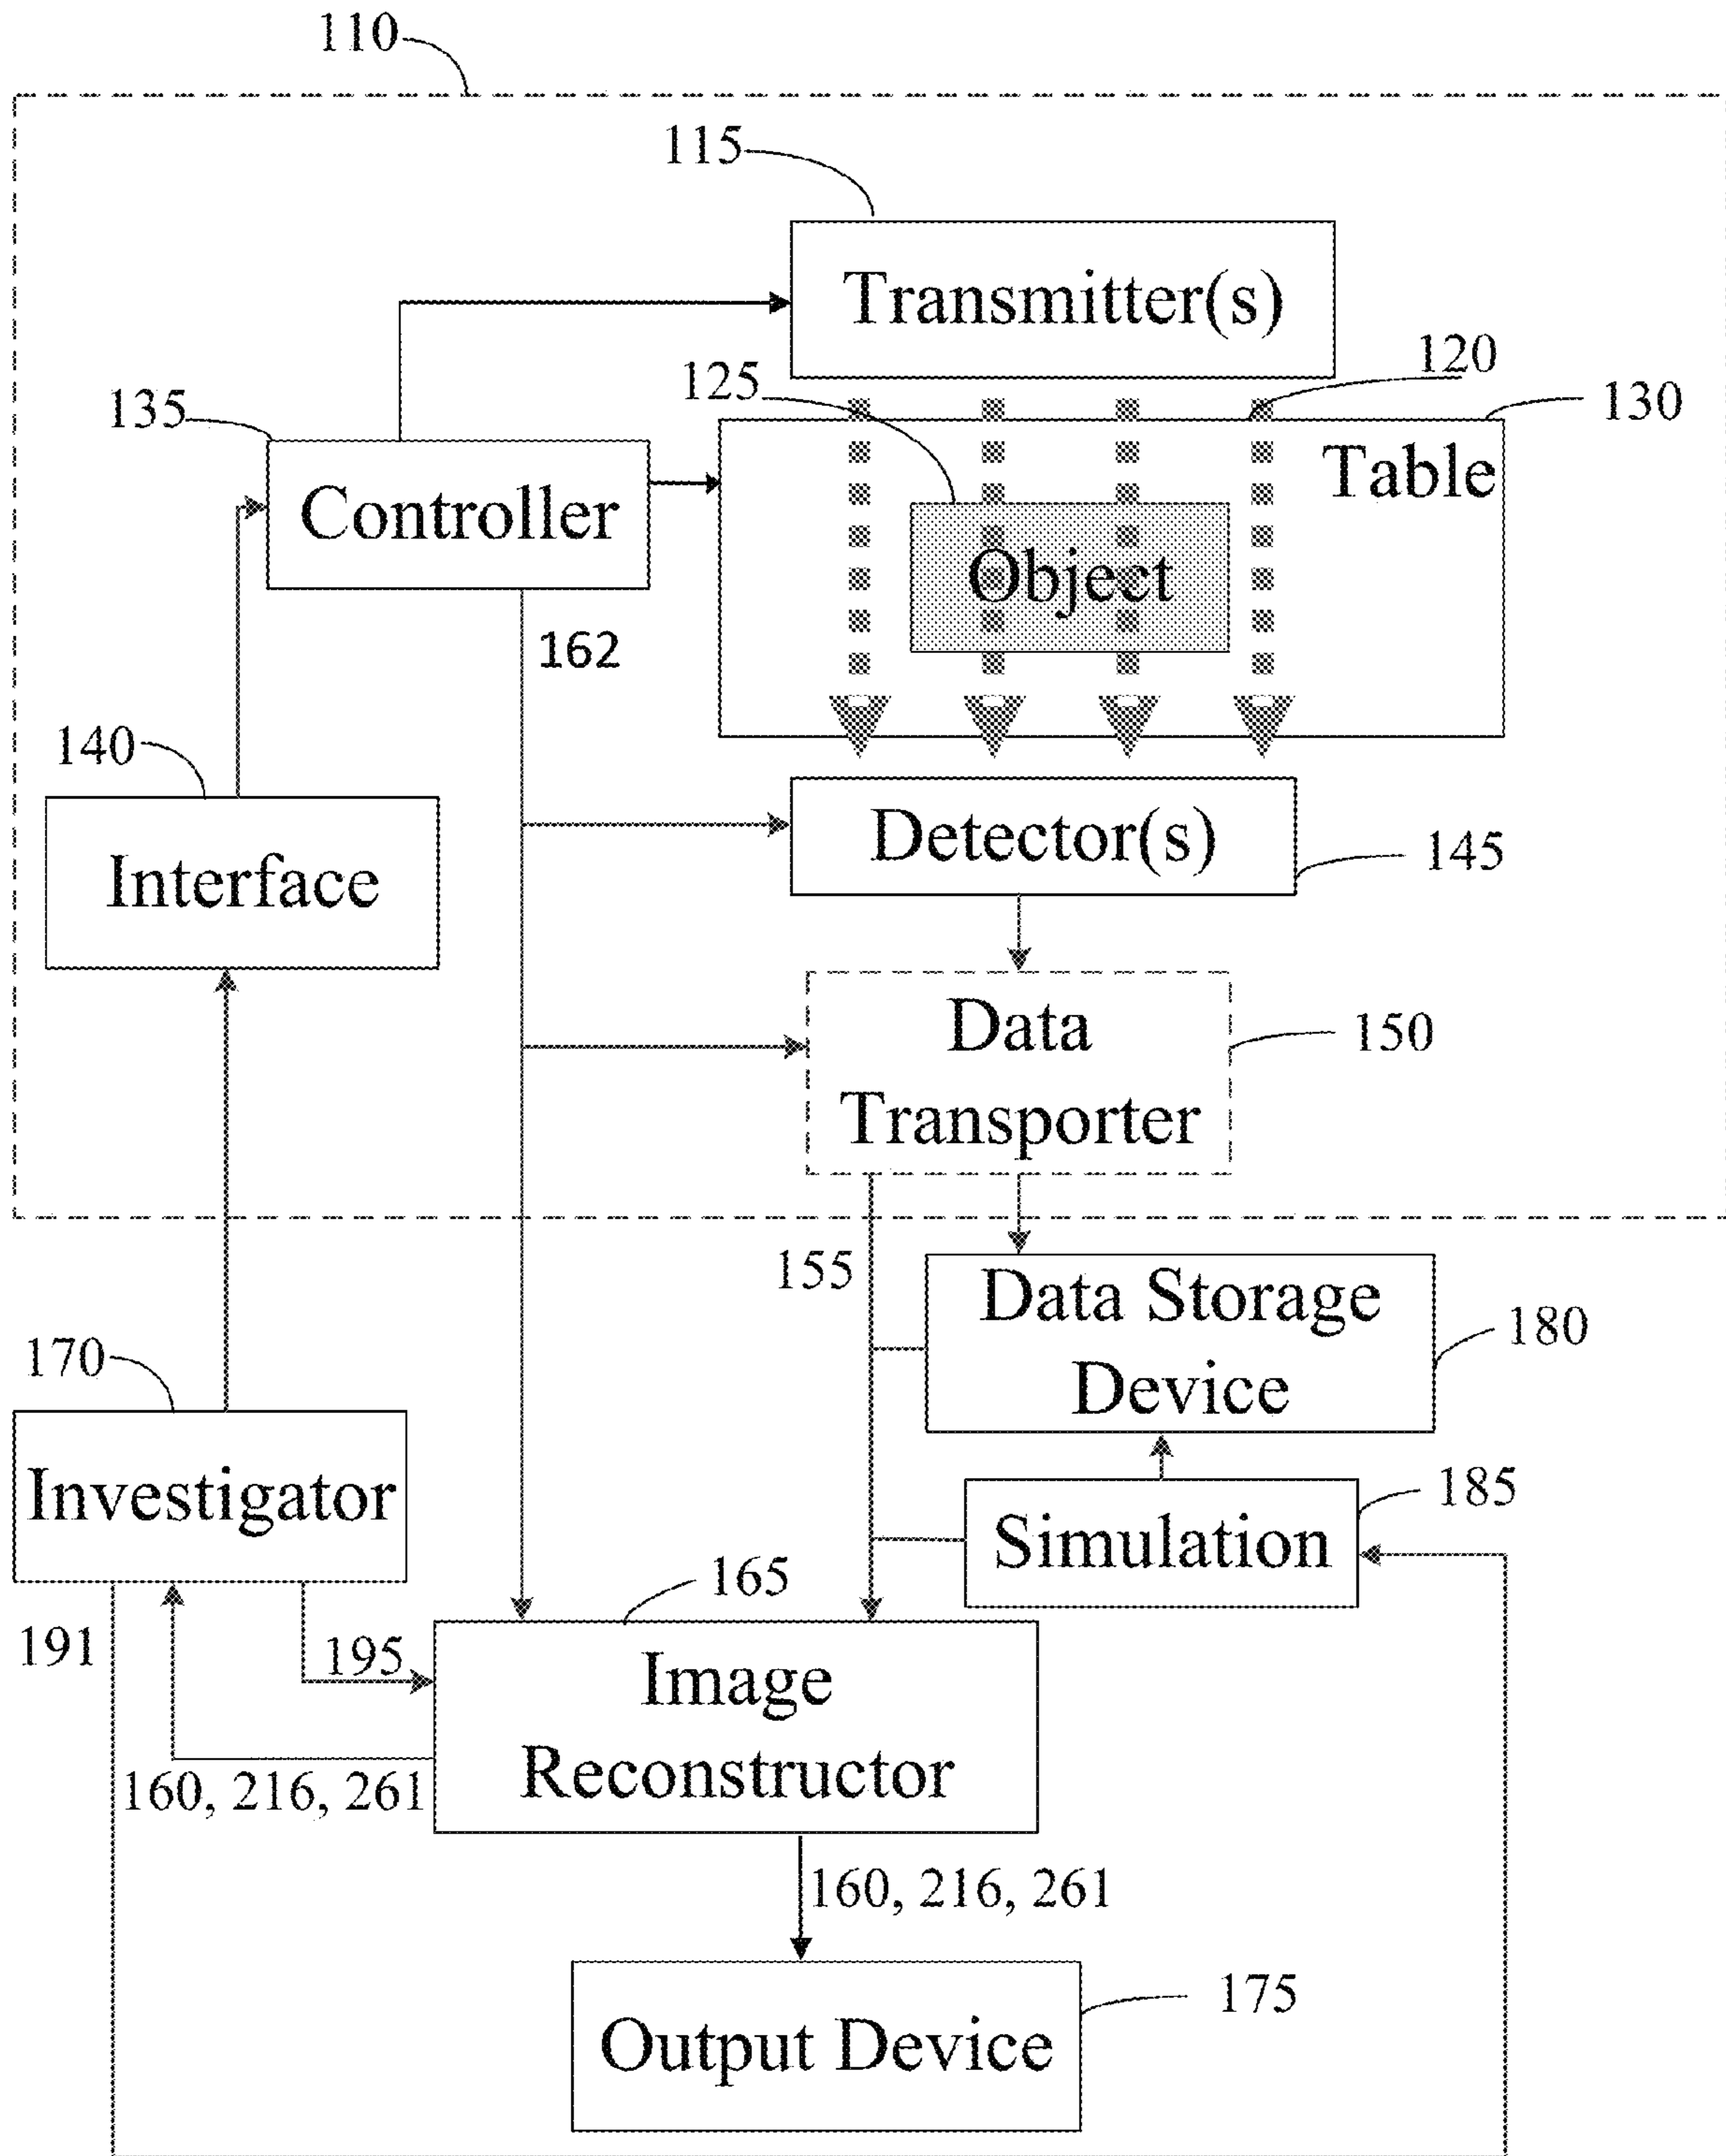 110
115
Transmitter(s)
125
120
130
135
Table
Controller
Object
162
140
Detector(s)
145
Interface
Data
Transporter
150
155
Data Storage
Device
180
170
Investigator
185
Simulation
165
191
195
Image
Reconstructor
160, 216, 261
160, 216, 261
175
Output Device